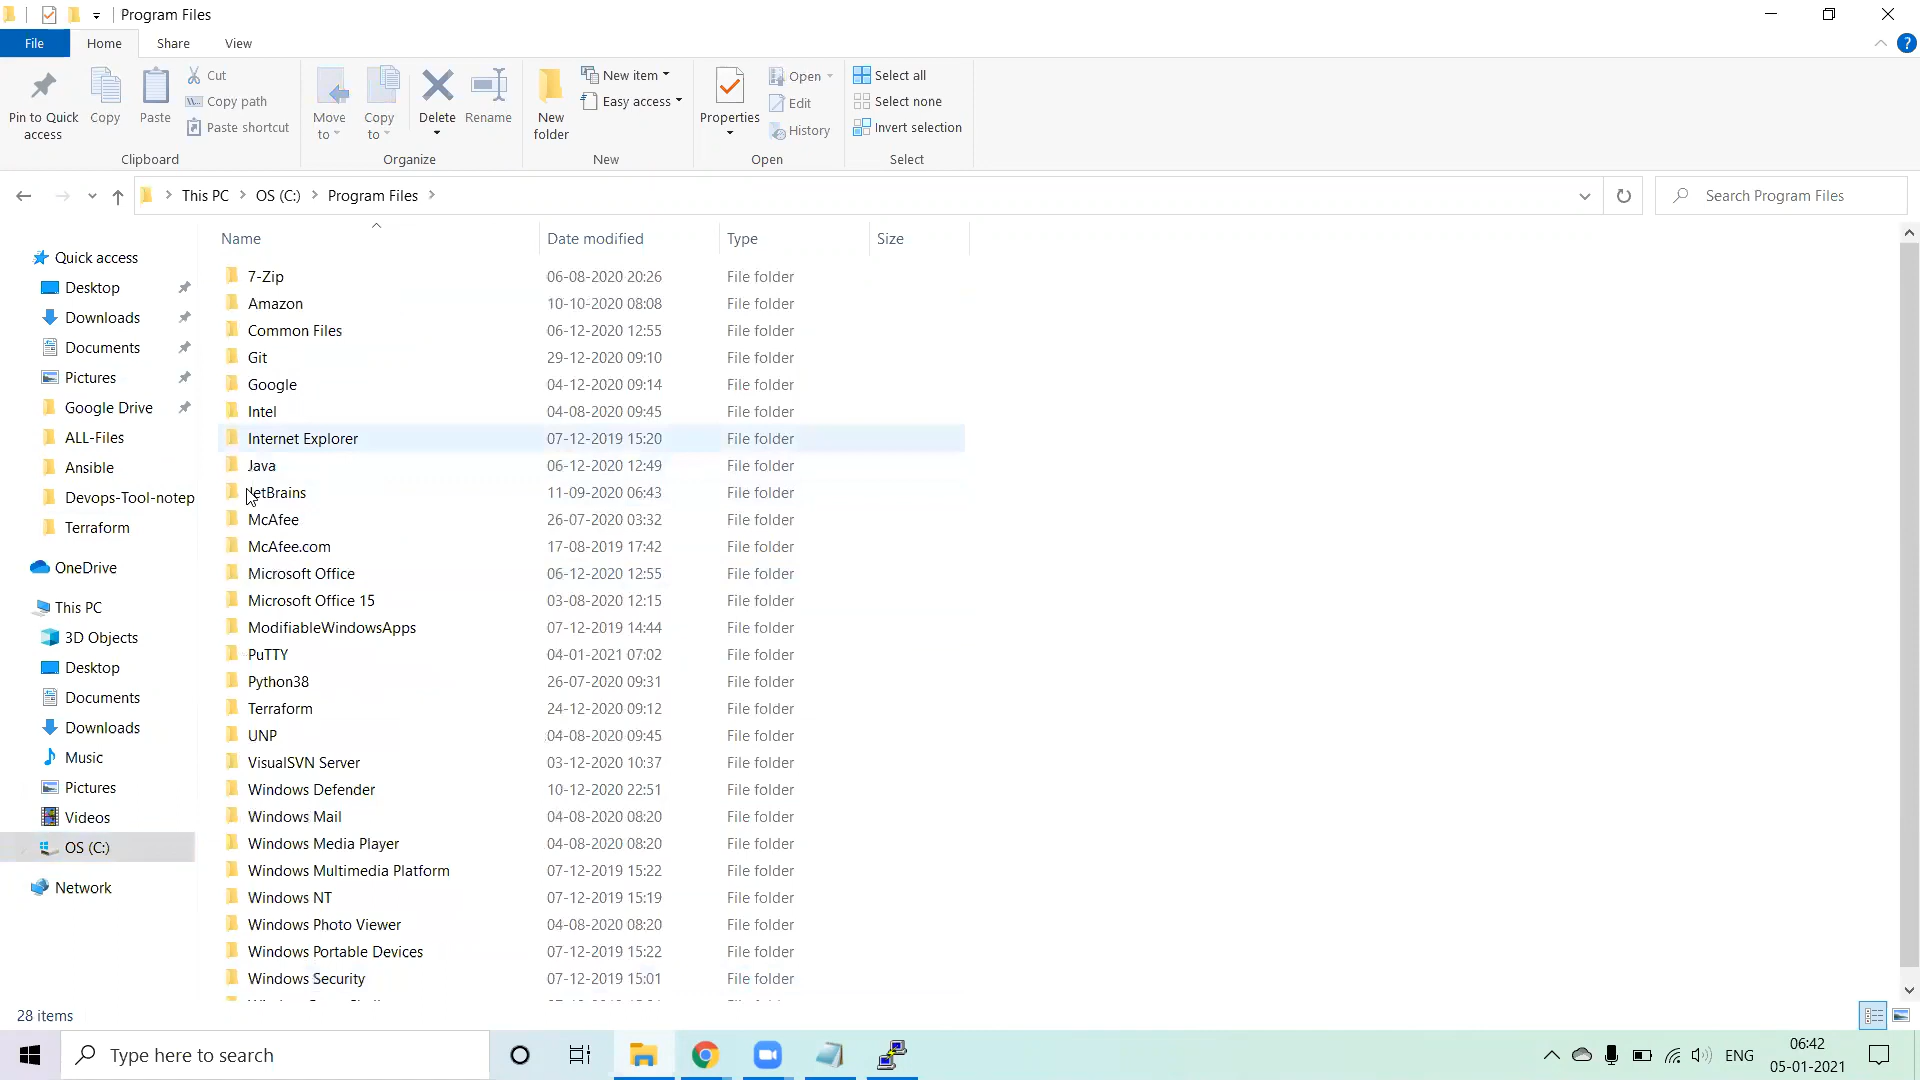 Program Files
File Home Share View
Pin to Quick access
Copy
Paste
Cut
Copy path
Paste shortcut
Clipboard
Move to
Copy to
Delete
Rename
Organize
New folder
New item
Easy access
New
Properties
Open
Edit
History
Open
Select all
Select none
Invert selection
Select
This PC > OS (C:) > Program Files >
Search Program Files
Name Date modified Type Size
Quick access
Desktop
Downloads
Documents
Pictures
Google Drive
ALL-Files
Ansible
Devops-Tool-notep
Terraform
OneDrive
This PC
3D Objects
Desktop
Documents
Downloads
Music
Pictures
Videos
OS (C:)
Network
7-Zip 06-08-2020 20:26 File folder
Amazon 10-10-2020 08:08 File folder
Common Files 06-12-2020 12:55 File folder
Git 29-12-2020 09:10 File folder
Google 04-12-2020 09:14 File folder
Intel 04-08-2020 09:45 File folder
Internet Explorer 07-12-2019 15:20 File folder
Java 06-12-2020 12:49 File folder
JetBrains 11-09-2020 06:43 File folder
McAfee 26-07-2020 03:32 File folder
McAfee.com 17-08-2019 17:42 File folder
Microsoft Office 06-12-2020 12:55 File folder
Microsoft Office 15 03-08-2020 12:15 File folder
ModifiableWindowsApps 07-12-2019 14:44 File folder
PuTTY 04-01-2021 07:02 File folder
Python38 26-07-2020 09:31 File folder
Terraform 24-12-2020 09:12 File folder
UNP 04-08-2020 09:45 File folder
VisualSVN Server 03-12-2020 10:37 File folder
Windows Defender 10-12-2020 22:51 File folder
Windows Mail 04-08-2020 08:20 File folder
Windows Media Player 04-08-2020 08:20 File folder
Windows Multimedia Platform 07-12-2019 15:22 File folder
Windows NT 07-12-2019 15:19 File folder
Windows Photo Viewer 04-08-2020 08:20 File folder
Windows Portable Devices 07-12-2019 15:22 File folder
Windows Security 07-12-2019 15:01 File folder
28 items
Type here to search
ENG
06:42
05-01-2021